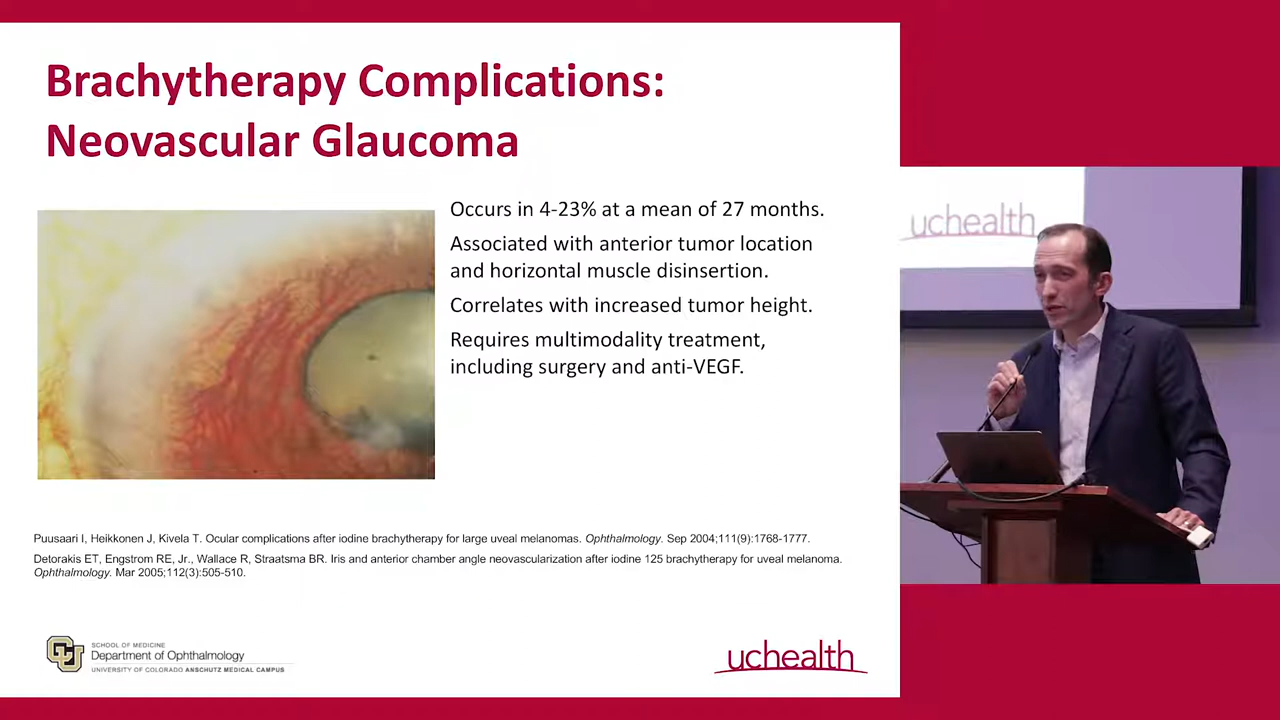 Brachytherapy Complications:
Neovascular Glaucoma
Occurs in 4-23% at a mean of 27 months.
Associated with anterior tumor location
and horizontal muscle disinsertion.
Correlates with increased tumor height.
Requires multimodality treatment,
including surgery and anti-VEGF.
Puusaari I, Heikkonen J, Kivela T. Ocular complications after iodine brachytherapy for large uveal melanomas. Ophthalmology. Sep 2004;111(9):1768-1777.
Detorakis ET, Engstrom RE, Jr., Wallace R, Straatsma BR. Iris and anterior chamber angle neovascularization after iodine 125 brachytherapy for uveal melanoma.
Ophthalmology. Mar 2005;112(3):505-510.
CU
SCHOOL OF MEDICINE
Department of Ophthalmology
UNIVERSITY OF COLORADO ANSCHUTZ MEDICAL CAMPUS
uchealth
uchealth